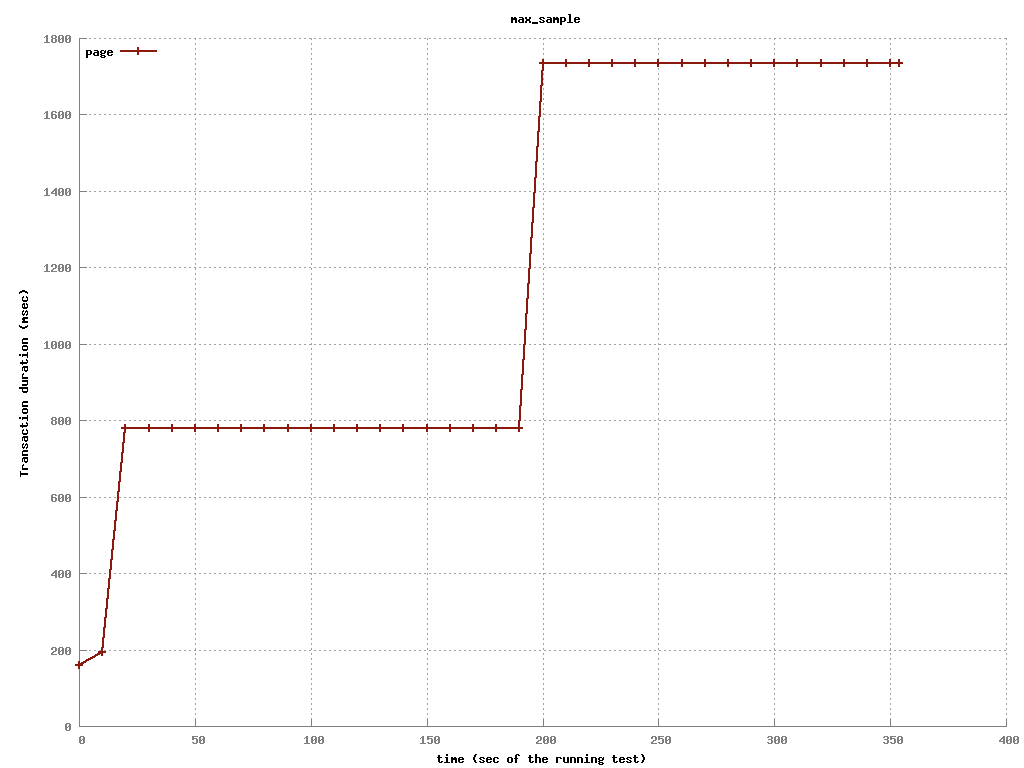 max_sample
1800
page
1600
1400
1200
1000
800
600
400
200
0
Transaction duration (msec)
0 50 100 150 200 250 300 350 400
time (sec of the running test)